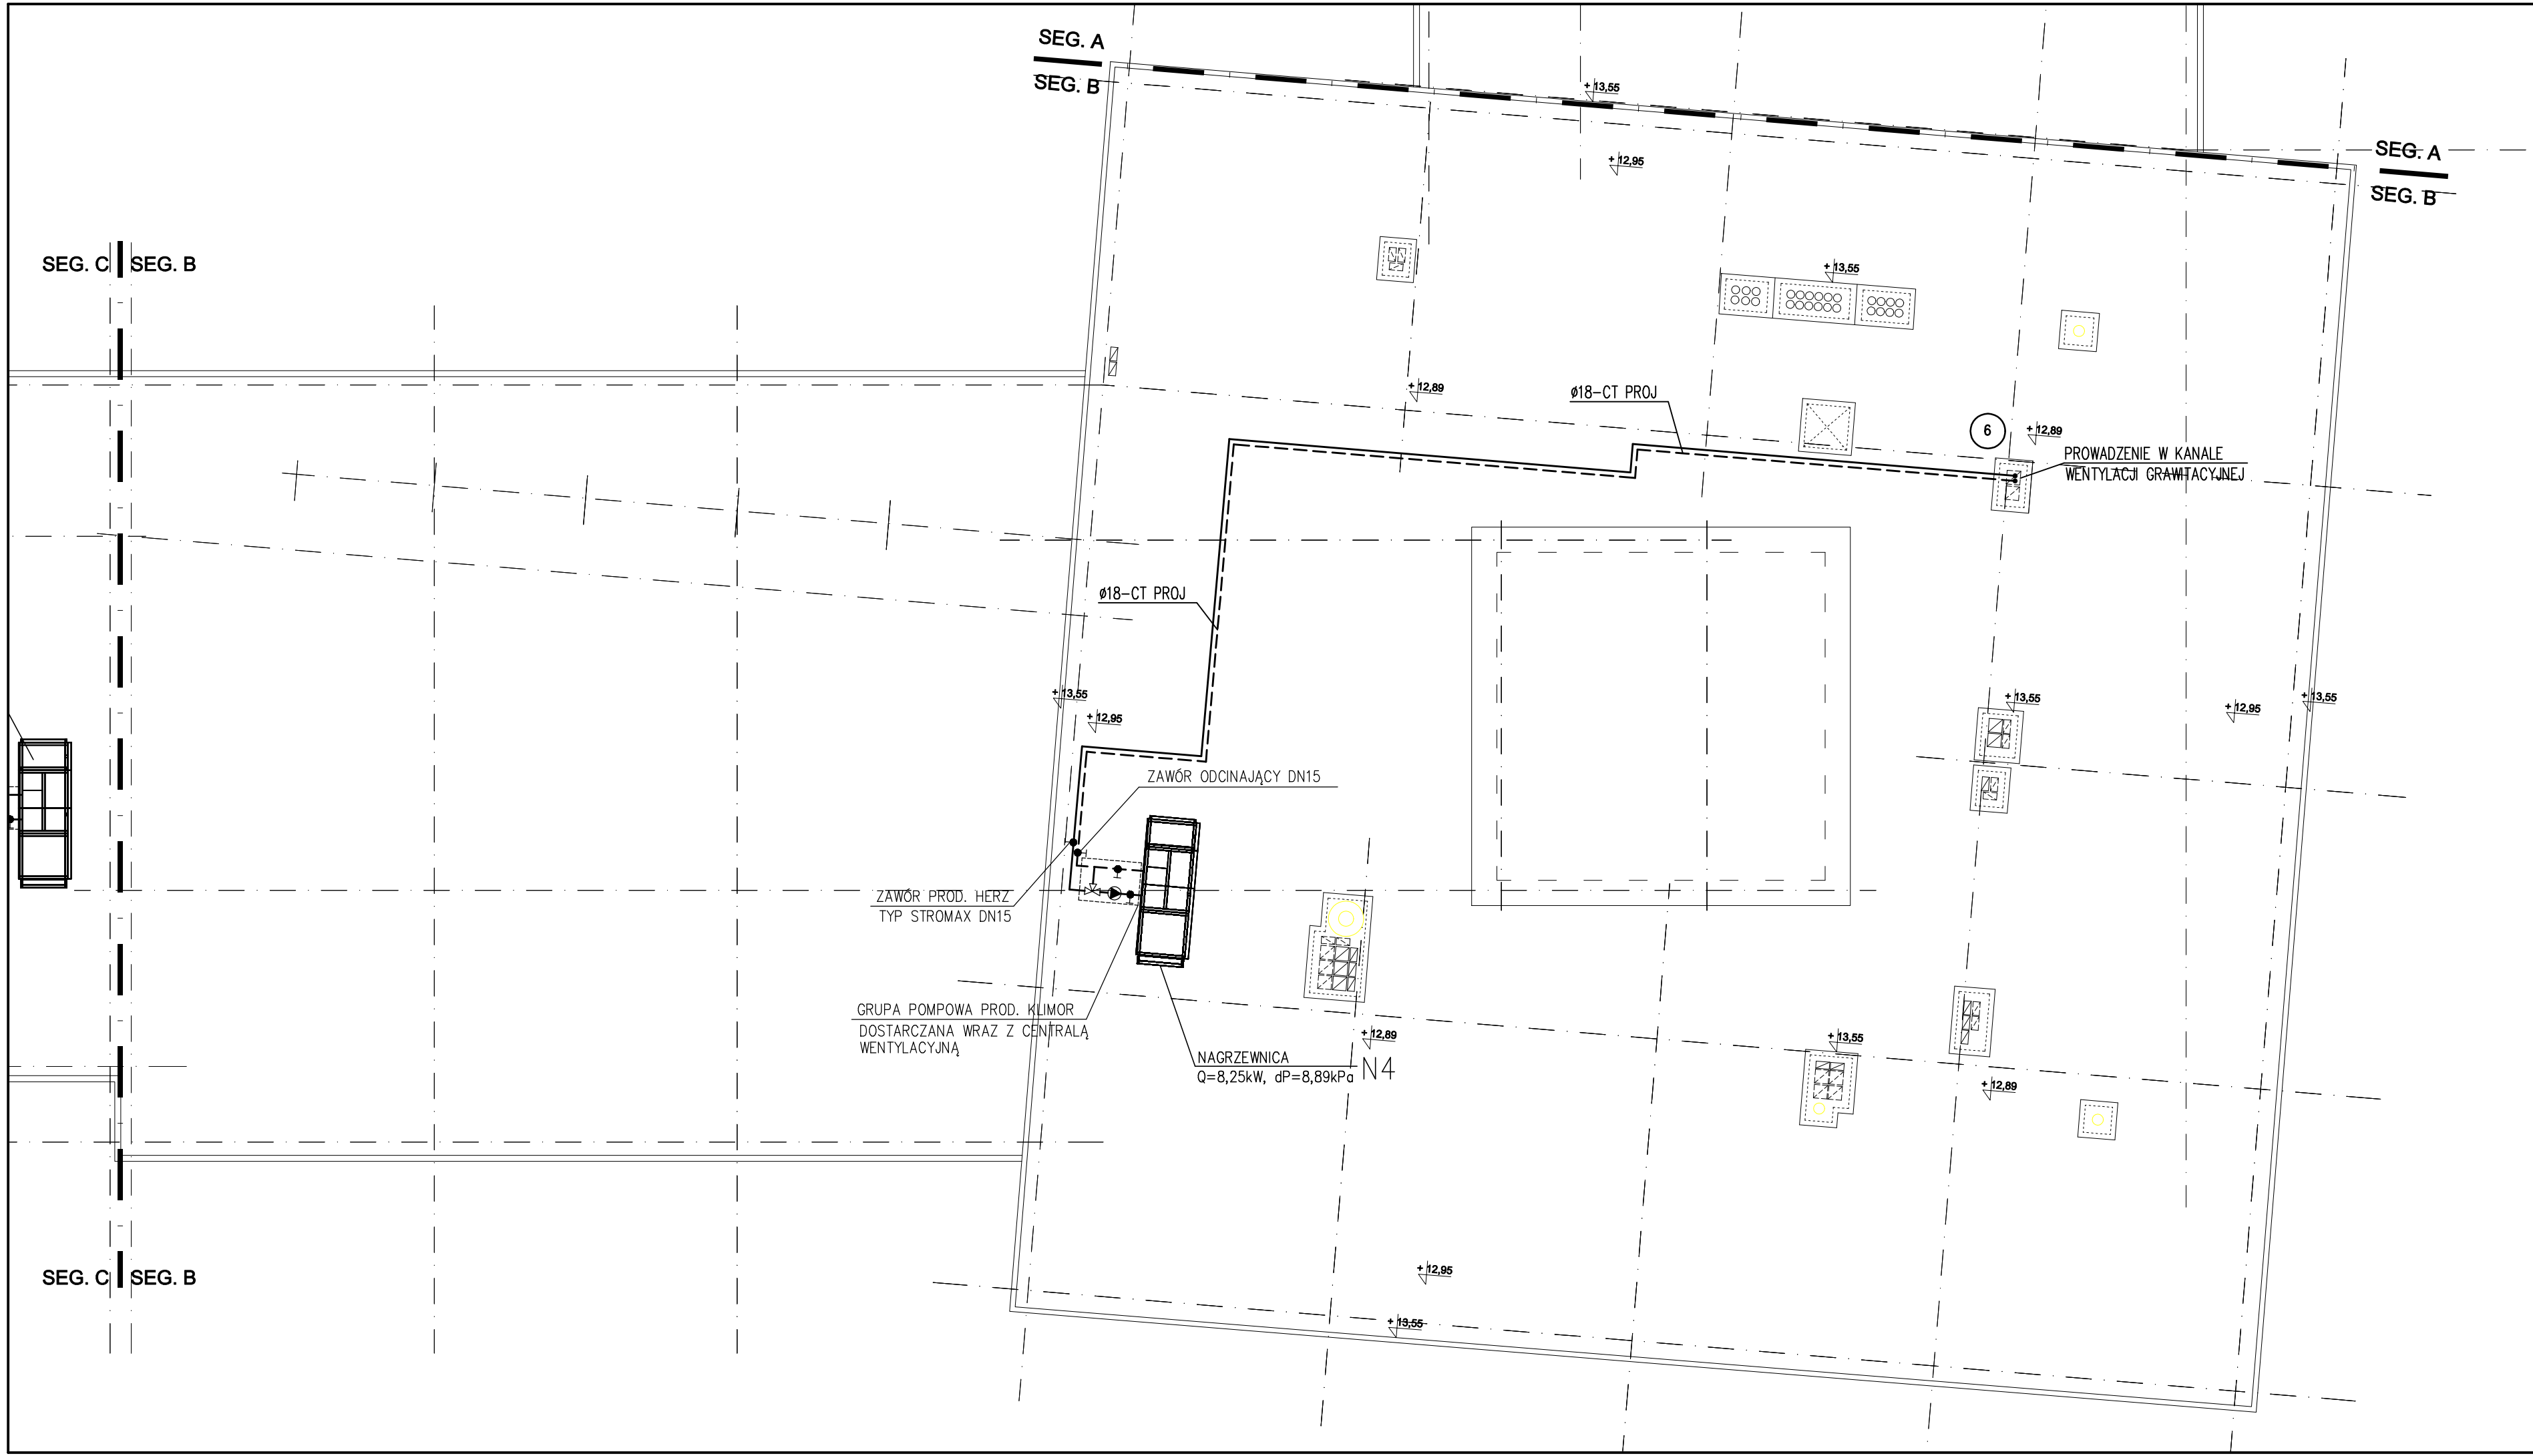 SEG. A
SEG. B
+ 13,55
+ 12,95
SEG. A
SEG. B
SEG. C SEG. B
+ 13,55
+ 12,89
ø18-CT PROJ
6
+ 12,89
PROWADZENIE W KANALE
WENTYLACJI GRAWITACYJNEJ
ø18-CT PROJ
+ 13,55
+ 12,95
+ 13,55
+ 12,95
+ 13,55
ZAWÓR ODCINAJĄCY DN15
ZAWÓR PROD. HERZ
TYP STROMAX DN15
GRUPA POMPOWA PROD. KLIMOR
DOSTARCZANA WRAZ Z CENTRALĄ
WENTYLACYJNĄ
NAGRZEWNICA
Q=8,25kW, dP=8,89kPa N4
+ 12,89
+ 13,55
+ 12,89
SEG. C SEG. B
+ 12,95
+ 13,55